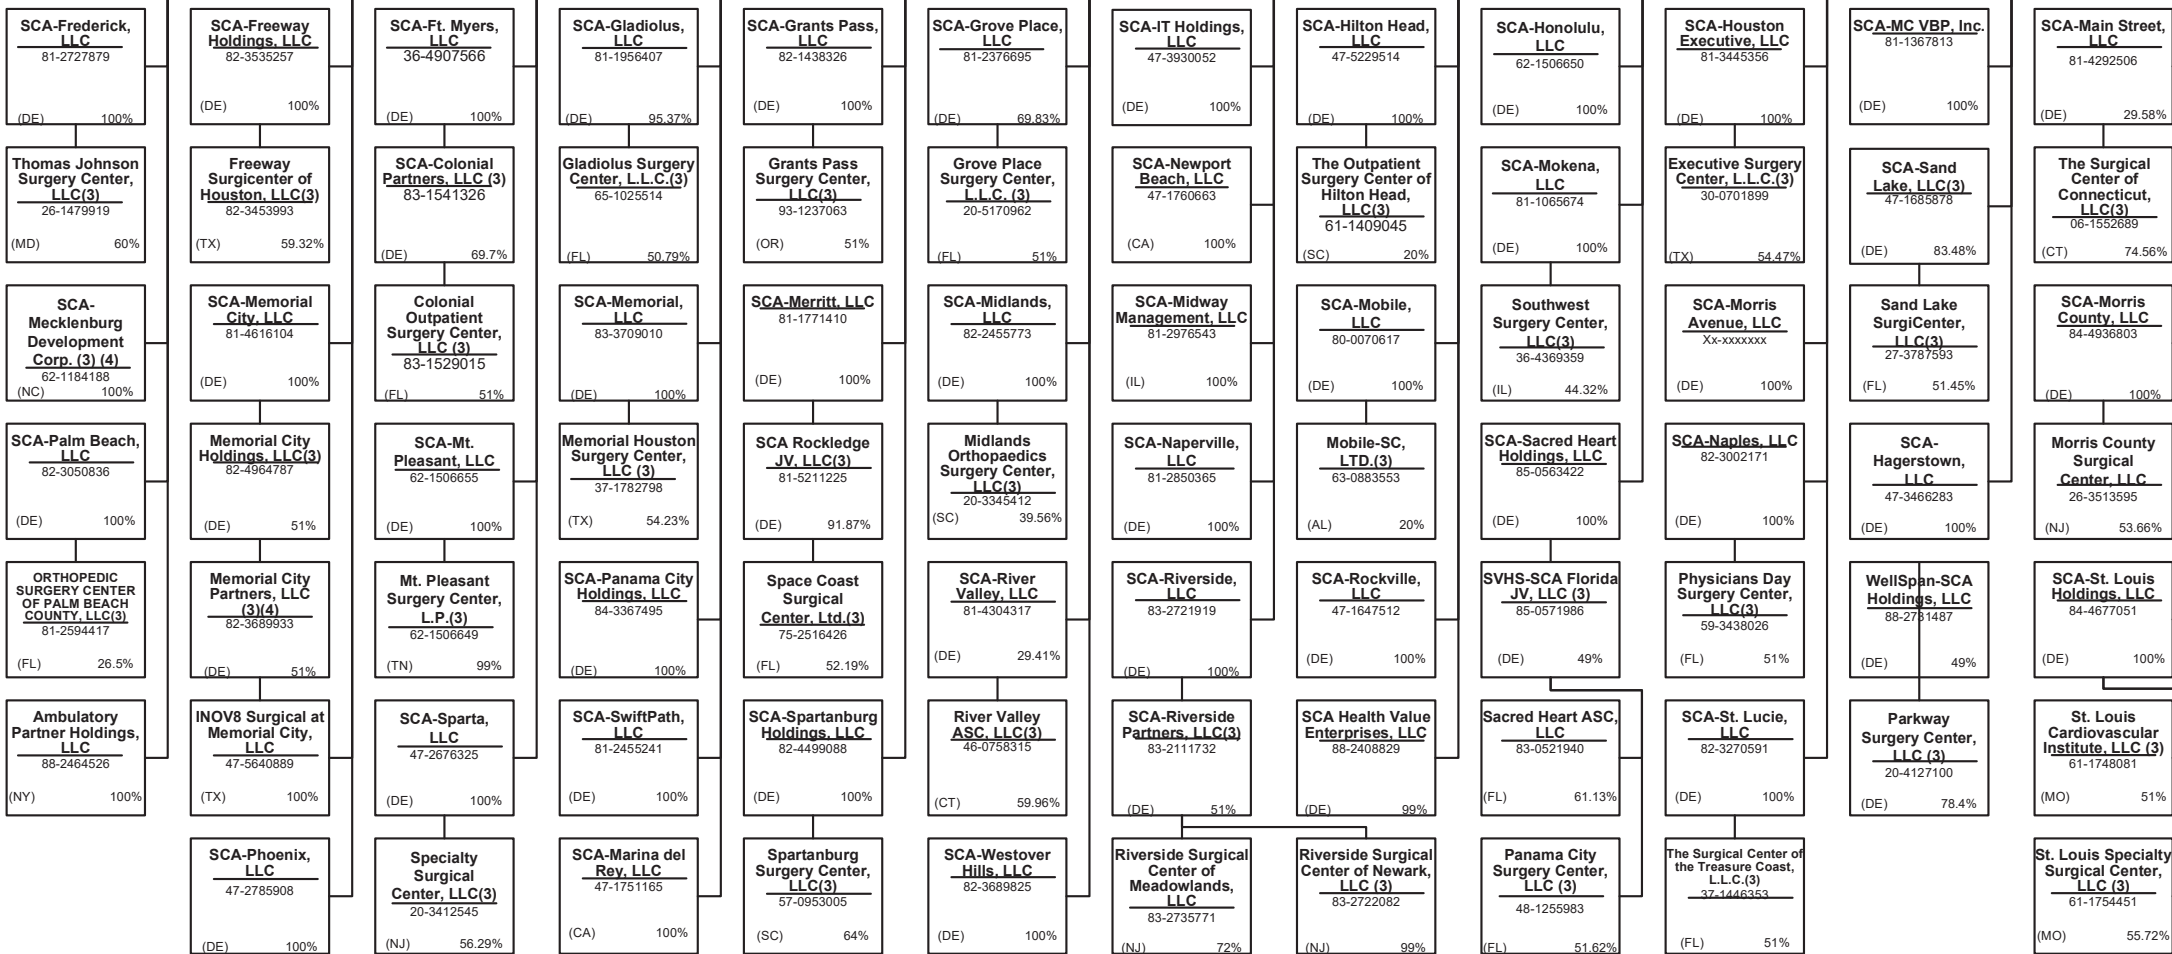 SCA-Frederick,
LLC
81-2727879
(DE) 100%
SCA-Freeway
Holdings, LLC
82-3535257
(DE) 100%
SCA-Ft. Myers,
LLC
36-4907566
(DE) 100%
SCA-Gladiolus,
LLC
81-1956407
(DE) 95.37%
SCA-Grants Pass,
LLC
82-1438326
(DE) 100%
SCA-Grove Place,
LLC
81-2376695
(DE) 69.83%
SCA-IT Holdings,
LLC
47-3930052
(DE) 100%
SCA-Hilton Head,
LLC
47-5229514
(DE) 100%
SCA-Honolulu,
LLC
62-1506650
(DE) 100%
SCA-Houston
Executive, LLC
81-3445356
(DE) 100%
SCA-MC VBP, Inc.
81-1367813
(DE) 100%
SCA-Main Street,
LLC
81-4292506
(DE) 29.58%
Thomas Johnson
Surgery Center,
LLC(3)
26-1479919
(MD) 60%
Freeway
Surgicenter of
Houston, LLC(3)
82-3453993
(TX) 59.32%
SCA-Colonial
Partners, LLC (3)
83-1541326
(DE) 69.7%
Gladiolus Surgery
Center, L.L.C.(3)
65-1025514
(FL) 50.79%
Grants Pass
Surgery Center,
LLC(3)
93-1237063
(OR) 51%
Grove Place
Surgery Center,
L.L.C. (3)
20-5170962
(FL) 51%
SCA-Newport
Beach, LLC
47-1760663
(CA) 100%
The Outpatient
Surgery Center of
Hilton Head,
LLC(3)
61-1409045
(SC) 20%
SCA-Mokena,
LLC
81-1065674
(DE) 100%
Executive Surgery
Center, L.L.C.(3)
30-0701899
(TX) 54.47%
SCA-Sand
Lake, LLC(3)
47-1685878
(DE) 83.48%
The Surgical
Center of
Connecticut,
LLC(3)
06-1552689
(CT) 74.56%
SCA-
Mecklenburg
Development
Corp. (3) (4)
62-1184188
(NC) 100%
SCA-Memorial
City, LLC
81-4616104
(DE) 100%
Colonial
Outpatient
Surgery Center,
LLC (3)
83-1529015
(FL) 51%
SCA-Memorial,
LLC
83-3709010
(DE) 100%
SCA-Merritt, LLC
81-1771410
(DE) 100%
SCA-Midlands,
LLC
82-2455773
(DE) 100%
SCA-Midway
Management, LLC
81-2976543
(IL) 100%
SCA-Mobile,
LLC
80-0070617
(DE) 100%
Southwest
Surgery Center,
LLC(3)
36-4369359
(IL) 44.32%
SCA-Morris
Avenue, LLC
Xx-xxxxxxx
(DE) 100%
Sand Lake
SurgiCenter,
LLC(3)
27-3787593
(FL) 51.45%
SCA-Morris
County, LLC
84-4936803
(DE) 100%
SCA-Palm Beach,
LLC
82-3050836
(DE) 100%
Memorial City
Holdings, LLC(3)
82-4964787
(DE) 51%
SCA-Mt.
Pleasant, LLC
62-1506655
(DE) 100%
Memorial Houston
Surgery Center,
LLC (3)
37-1782798
(TX) 54.23%
SCA Rockledge
JV, LLC(3)
81-5211225
(DE) 91.87%
Midlands
Orthopaedics
Surgery Center,
LLC(3)
20-3345412
(SC) 39.56%
SCA-Naperville,
LLC
81-2850365
(DE) 100%
Mobile-SC,
LTD.(3)
63-0883553
(AL) 20%
SCA-Sacred Heart
Holdings, LLC
85-0563422
(DE) 100%
SCA-Naples, LLC
82-3002171
(DE) 100%
SCA-
Hagerstown,
LLC
47-3466283
(DE) 100%
Morris County
Surgical
Center, LLC
26-3513595
(NJ) 53.66%
ORTHOPEDIC
SURGERY CENTER
OF PALM BEACH
COUNTY, LLC(3)
81-2594417
(FL) 26.5%
Memorial City
Partners, LLC
(3)(4)
82-3689933
(DE) 51%
Mt. Pleasant
Surgery Center,
L.P.(3)
62-1506649
(TN) 99%
SCA-Panama City
Holdings, LLC
84-3367495
(DE) 100%
Space Coast
Surgical
Center, Ltd.(3)
75-2516426
(FL) 52.19%
SCA-River
Valley, LLC
81-4304317
(DE) 29.41%
SCA-Riverside,
LLC
83-2721919
(DE) 100%
SCA-Rockville,
LLC
47-1647512
(DE) 100%
SVHS-SCA Florida
JV, LLC (3)
85-0571986
(DE) 49%
Physicians Day
Surgery Center,
LLC(3)
59-3438026
(FL) 51%
WellSpan-SCA
Holdings, LLC
88-2731487
(DE) 49%
SCA-St. Louis
Holdings, LLC
84-4677051
(DE) 100%
Ambulatory
Partner Holdings,
LLC
88-2464526
(NY) 100%
INOV8 Surgical at
Memorial City,
LLC
47-5640889
(TX) 100%
SCA-Sparta,
LLC
47-2676325
(DE) 100%
SCA-SwiftPath,
LLC
81-2455241
(DE) 100%
SCA-Spartanburg
Holdings, LLC
82-4499088
(DE) 100%
River Valley
ASC, LLC(3)
46-0758315
(CT) 59.96%
SCA-Riverside
Partners, LLC(3)
83-2111732
(DE) 51%
SCA Health Value
Enterprises, LLC
88-2408829
(DE) 99%
Sacred Heart ASC,
LLC
83-0521940
(FL) 61.13%
SCA-St. Lucie,
LLC
82-3270591
(DE) 100%
Parkway
Surgery Center,
LLC (3)
20-4127100
(DE) 78.4%
St. Louis
Cardiovascular
Institute, LLC (3)
61-1748081
(MO) 51%
SCA-Phoenix,
LLC
47-2785908
(DE) 100%
Specialty
Surgical
Center, LLC(3)
20-3412545
(NJ) 56.29%
SCA-Marina del
Rey, LLC
47-1751165
(CA) 100%
Spartanburg
Surgery Center,
LLC(3)
57-0953005
(SC) 64%
SCA-Westover
Hills, LLC
82-3689825
(DE) 100%
Riverside Surgical
Center of
Meadowlands,
LLC
83-2735771
(NJ) 72%
Riverside Surgical
Center of Newark,
LLC (3)
83-2722082
(NJ) 99%
Panama City
Surgery Center,
LLC (3)
48-1255983
(FL) 51.62%
The Surgical Center of
the Treasure Coast,
L.L.C.(3)
37-1446353
(FL) 51%
St. Louis Specialty
Surgical Center,
LLC (3)
61-1754451
(MO) 55.72%